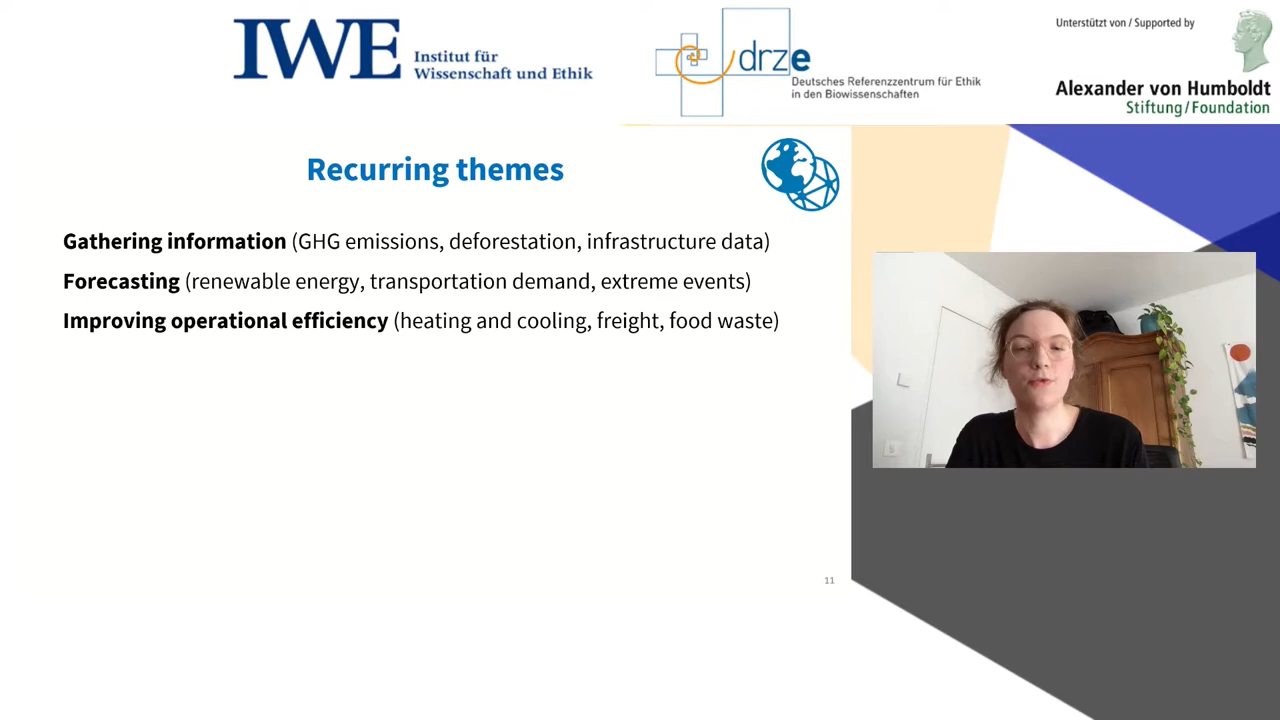 IWE Institut für
Wissenschaft und Ethik
drze
Deutsches Referenzzentrum für Ethik
in den Biowissenschaften
Unterstützt von / Supported by
Alexander von Humboldt
Stiftung/Foundation
Recurring themes
Gathering information (GHG emissions, deforestation, infrastructure data)
Forecasting (renewable energy, transportation demand, extreme events)
Improving operational efficiency (heating and cooling, freight, food waste)
11